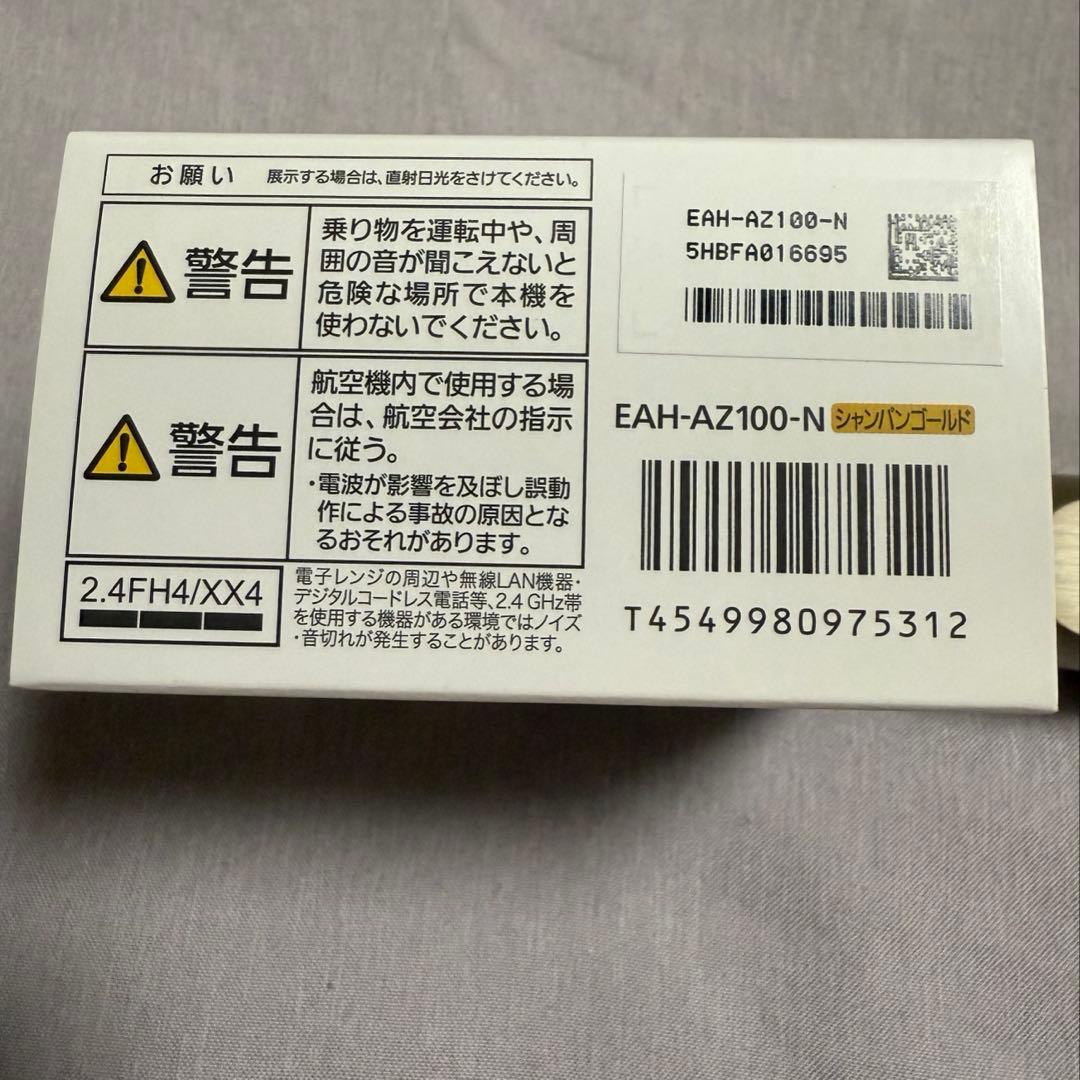 お願い 展示する場合は、直射日光をさけてください。
警告
乗り物を運転中や、周
囲の音が聞こえないと
危険な場所で本機を
使わないでください。
警告
航空機内で使用する場
合は、航空会社の指示
に従う。
・電波が影響を及ぼし誤動
作による事故の原因とな
るおそれがあります。
2.4FH4/XX4
電子レンジの周辺や無線LAN機器・
デジタルコードレス電話等、2.4 GHz帯
を使用する機器がある環境ではノイズ
・音切れが発生することがあります。
EAH-AZ100-N
5HBFA016695
EAH-AZ100-N シャンパンゴールド
T4549980975312